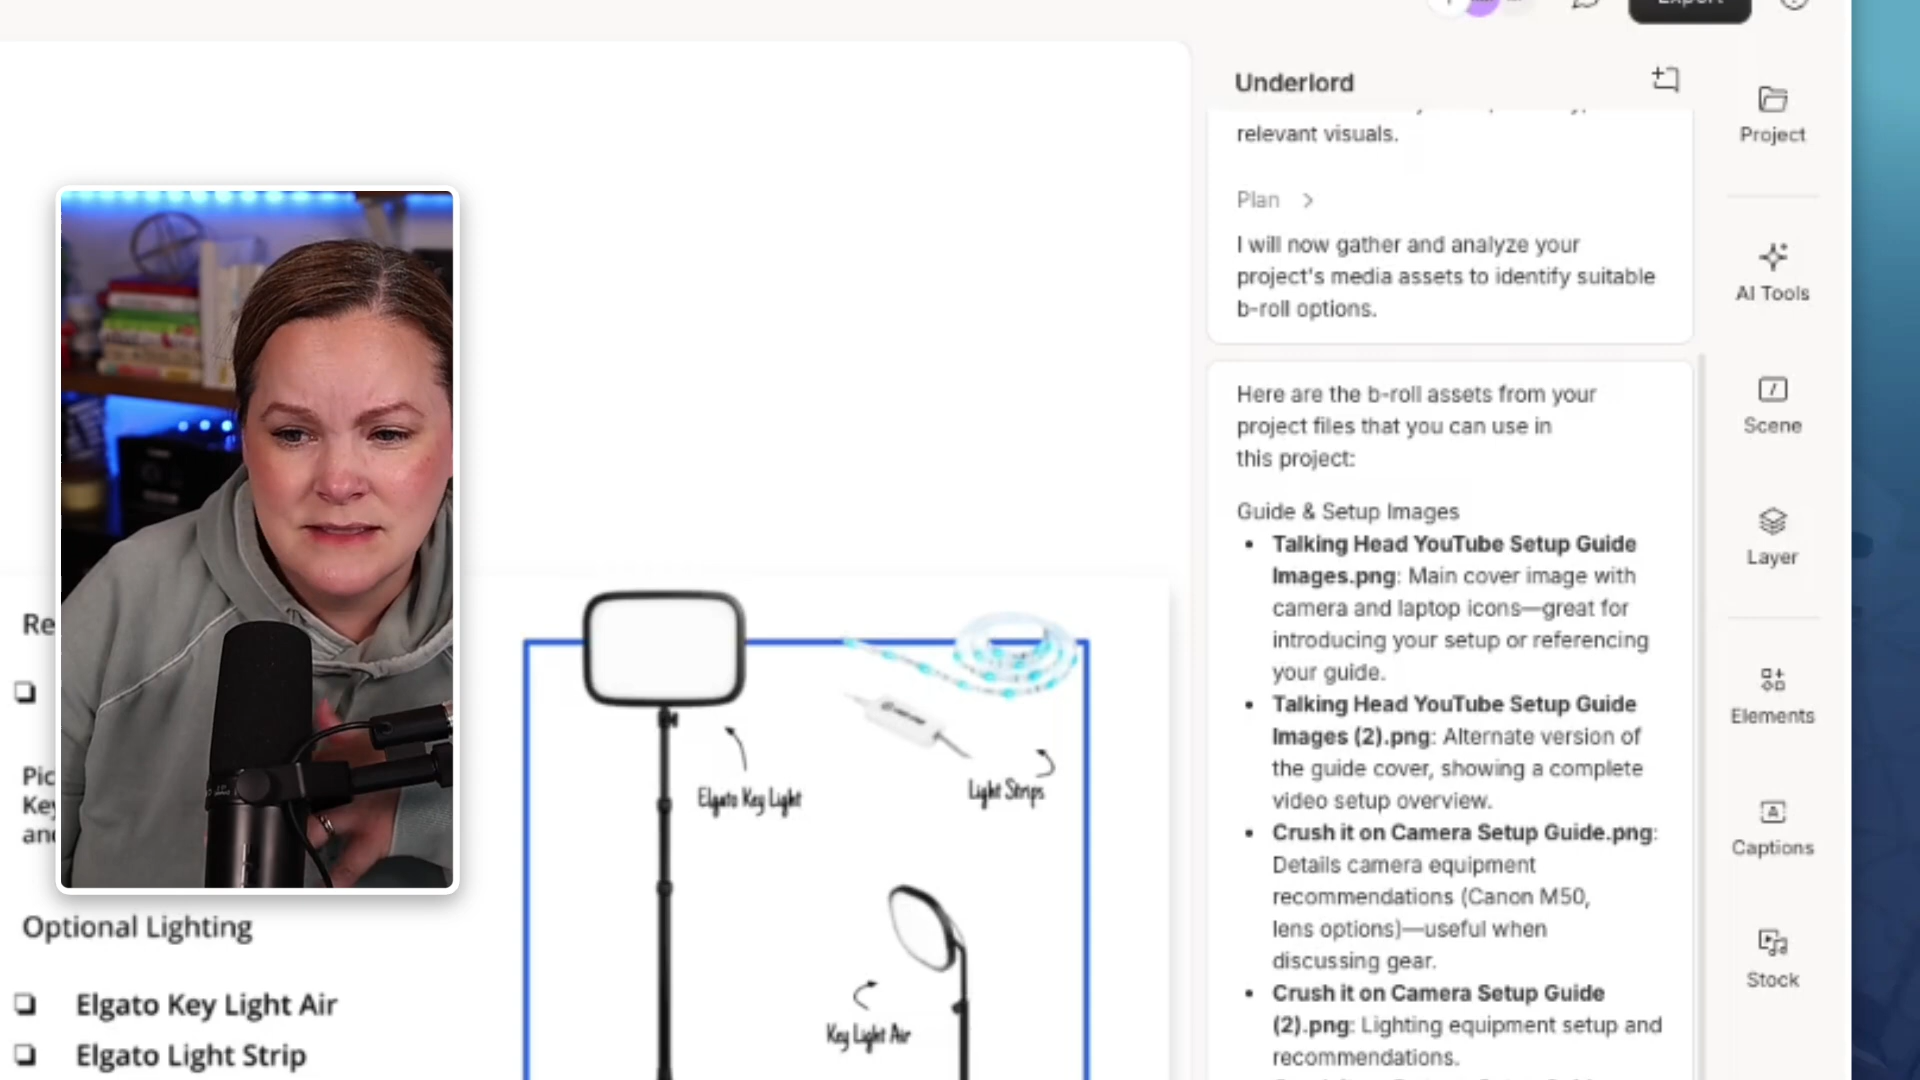 Export
Underlord
relevant visuals.
Plan
I will now gather and analyze your
project's media assets to identify suitable
b-roll options.
Here are the b-roll assets from your
project files that you can use in
this project:
Guide & Setup Images
Talking Head YouTube Setup Guide
Images.png: Main cover image with
camera and laptop icons—great for
introducing your setup or referencing
your guide.
Talking Head YouTube Setup Guide
Images (2).png: Alternate version of
the guide cover, showing a complete
video setup overview.
Crush it on Camera Setup Guide.png:
Details camera equipment
recommendations (Canon M50,
lens options)—useful when
discussing gear.
Crush it on Camera Setup Guide
(2).png: Lighting equipment setup and
recommendations.
Project
AI Tools
Scene
Layer
Elements
Captions
Stock
Re
Pic
Key
and
Optional Lighting
Elgato Key Light Air
Elgato Light Strip
Elgato Key Light
Light Strips
Key Light Air